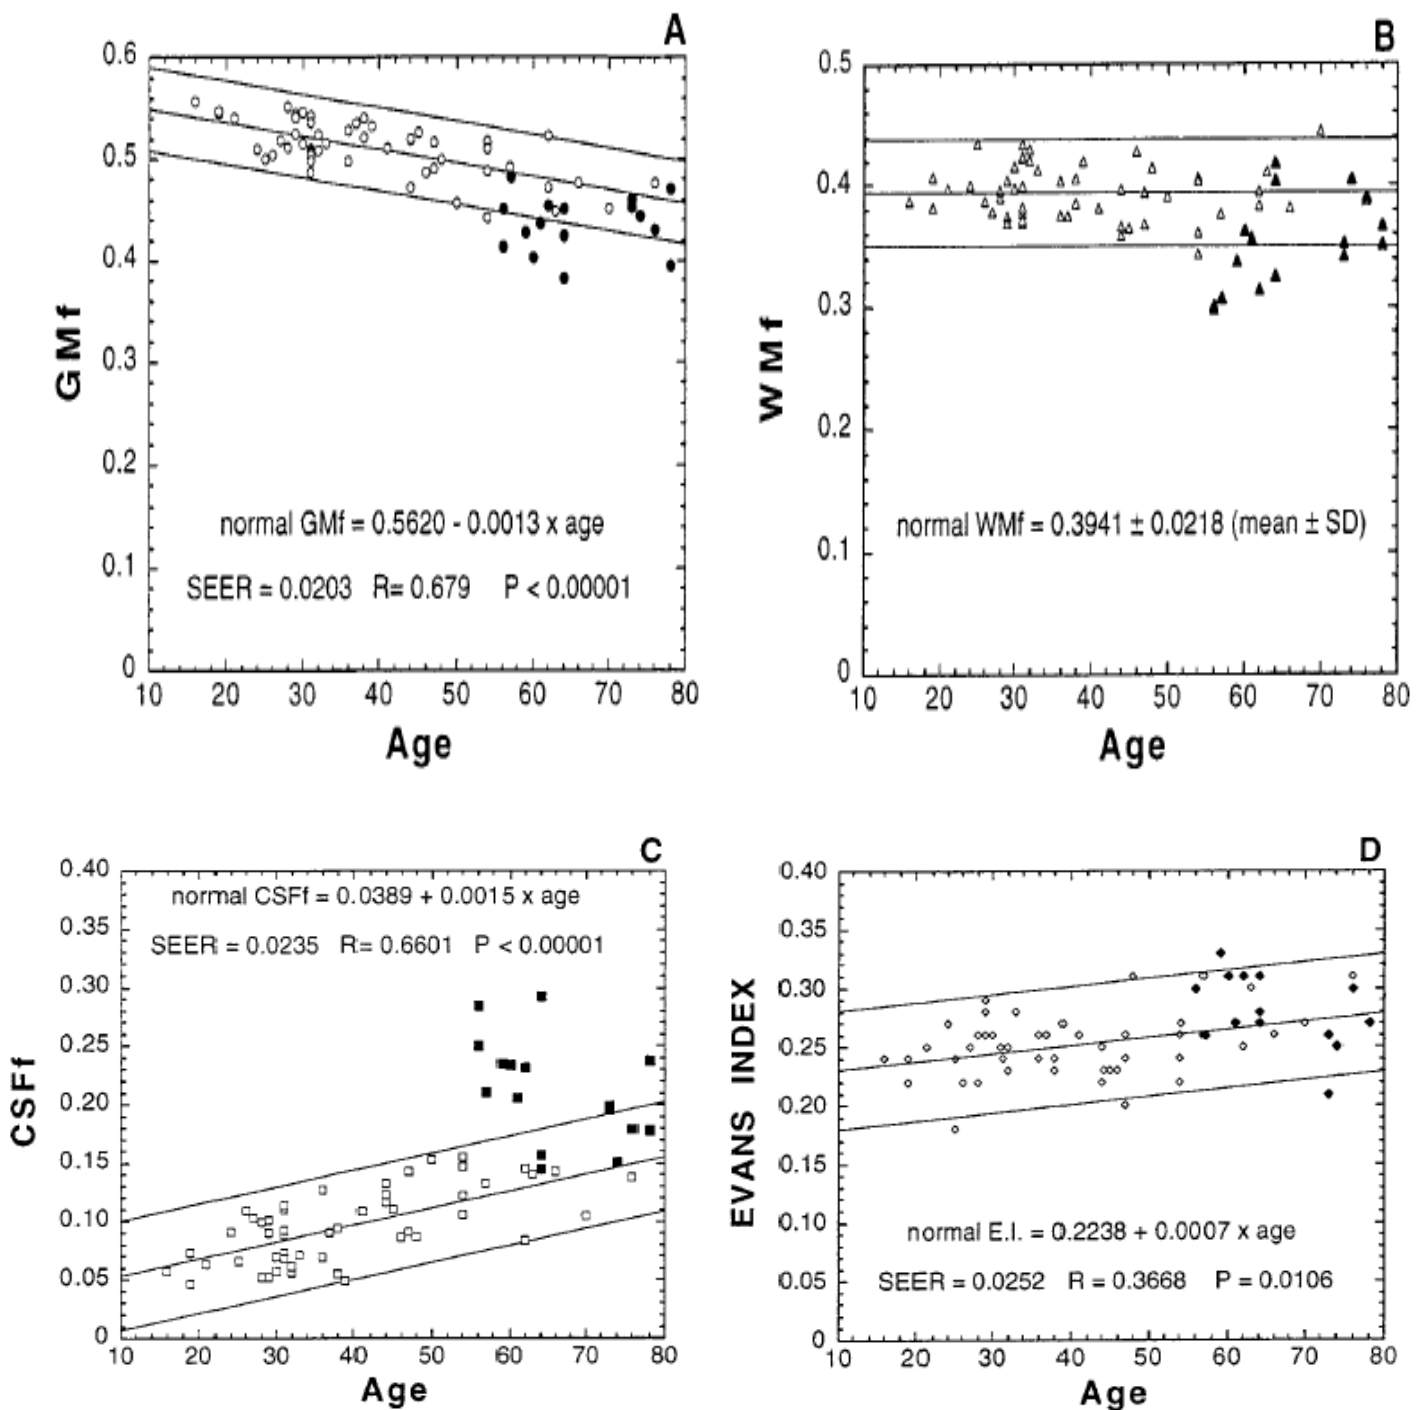 A
0.6
0.5
0.4
0.3
0.2
0.1
0
GMf
normal GMf = 0.5620 - 0.0013 x age
SEER = 0.0203 R= 0.679 P < 0.00001
10 20 30 40 50 60 70 80
Age
B
0.5
0.4
0.3
0.2
0.1
0
WMf
normal WMf = 0.3941 ± 0.0218 (mean ± SD)
10 20 30 40 50 60 70 80
Age
C
0.40
0.35
0.30
0.25
0.20
0.15
0.10
0.05
0
CSFf
normal CSFf = 0.0389 + 0.0015 x age
SEER = 0.0235 R= 0.6601 P < 0.00001
10 20 30 40 50 60 70 80
Age
D
0.40
0.35
0.30
0.25
0.20
0.15
0.10
0.05
0
EVANS INDEX
normal E.I. = 0.2238 + 0.0007 x age
SEER = 0.0252 R = 0.3668 P = 0.0106
10 20 30 40 50 60 70 80
Age